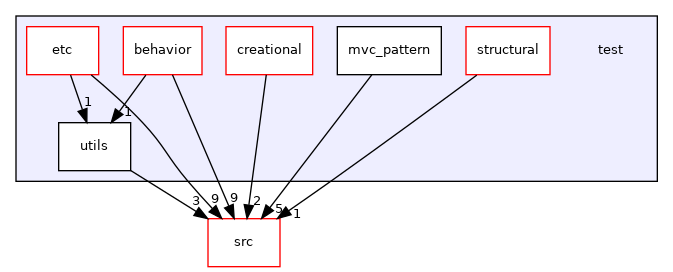 etc
behavior
creational
mvc_pattern
structural
test
1
1
utils
3
9
9
2
5
1
src